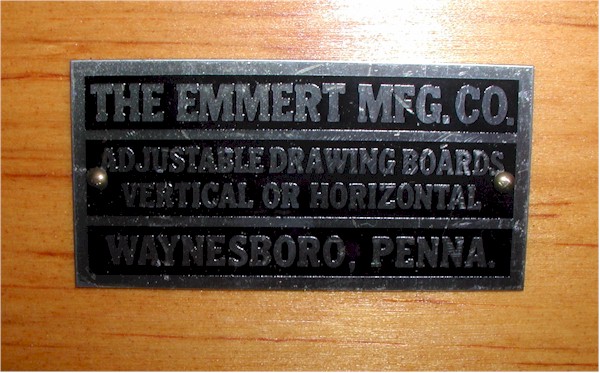 THE EMMERT MFG. CO.
ADJUSTABLE DRAWING BOARDS
VERTICAL OR HORIZONTAL
WAYNESBORO, PENNA.